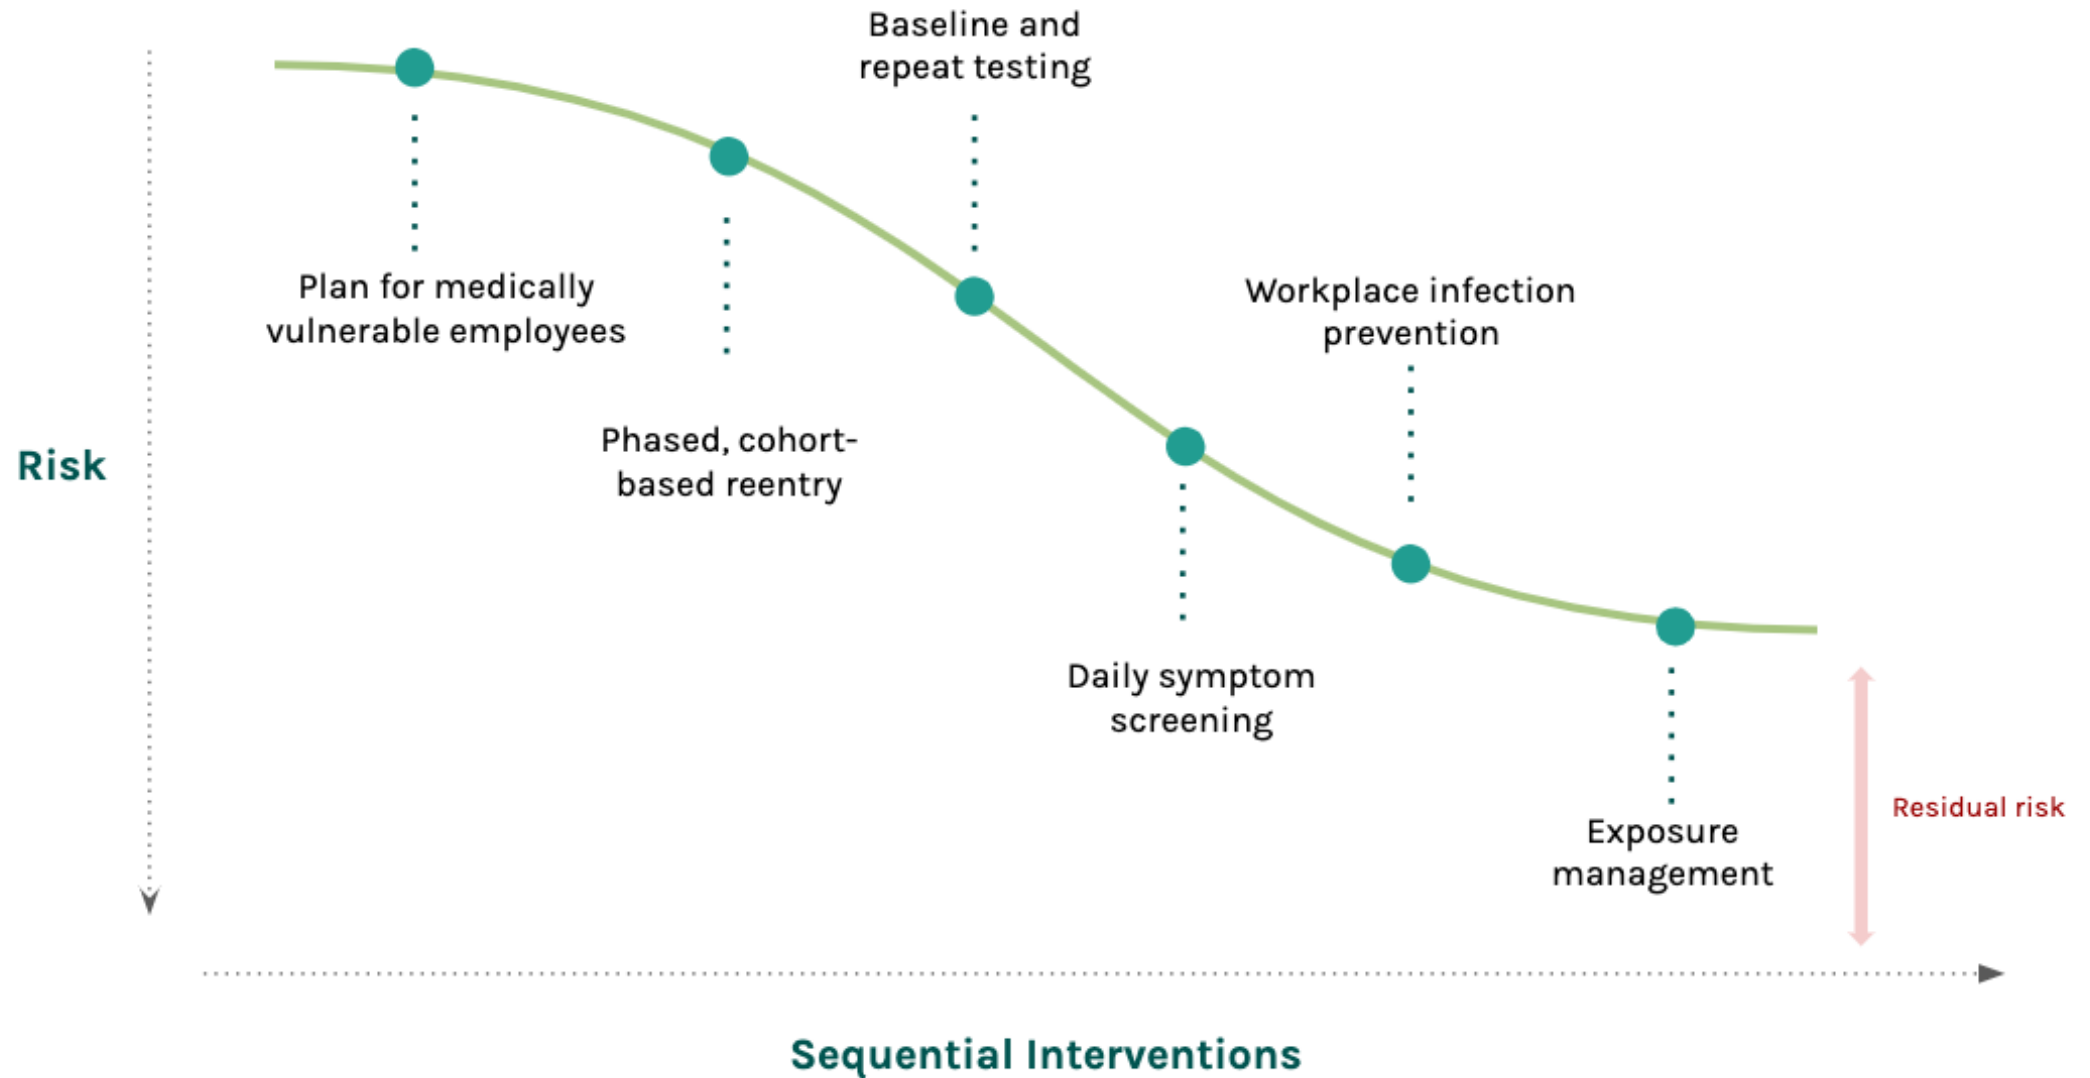 Baseline and
repeat testing
Plan for medically
vulnerable employees
Workplace infection
prevention
Phased, cohort-
based reentry
Risk
Daily symptom
screening
Residual risk
Exposure
management
Sequential Interventions